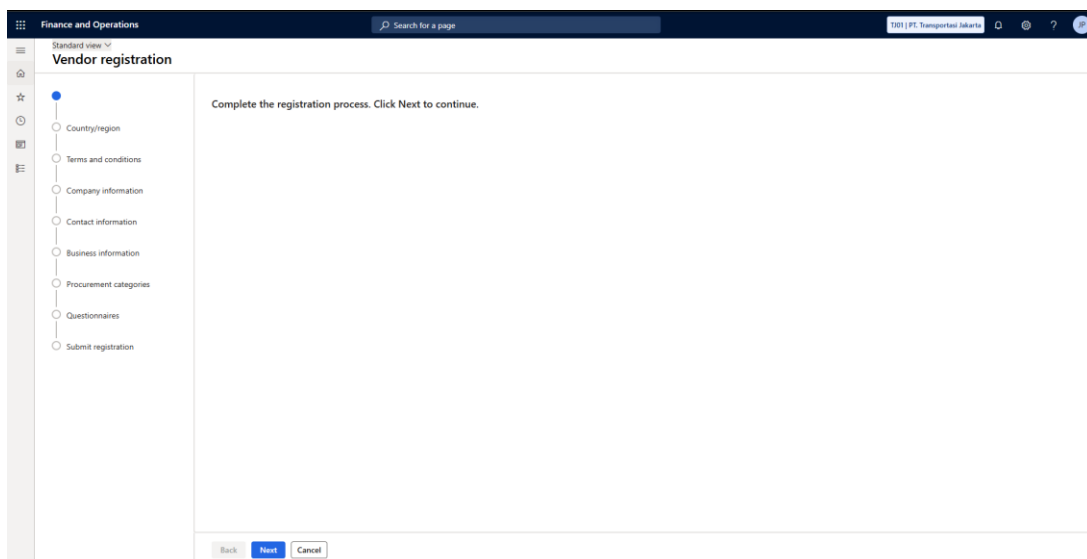 Finance and Operations
Search for a page
TJ01 | PT. Transportasi Jakarta
?
JP
Standard view
Vendor registration
Complete the registration process. Click Next to continue.
Country/region
Terms and conditions
Company information
Contact information
Business information
Procurement categories
Questionnaires
Submit registration
Back
Next
Cancel